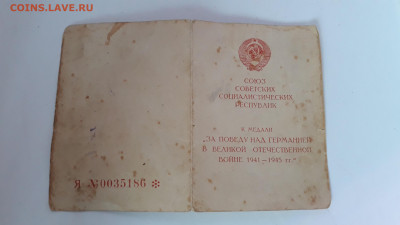 COINS.LAVE.RU
СОЮЗ
СОВЕТСКИХ
СОЦИАЛИСТИЧЕСКИХ
РЕСПУБЛИК
К МЕДАЛИ
"ЗА ПОБЕДУ НАД ГЕРМАНИЕЙ
В ВЕЛИКОЙ ОТЕЧЕСТВЕННОЙ
ВОЙНЕ 1941—1945 гг."
Я №0035186